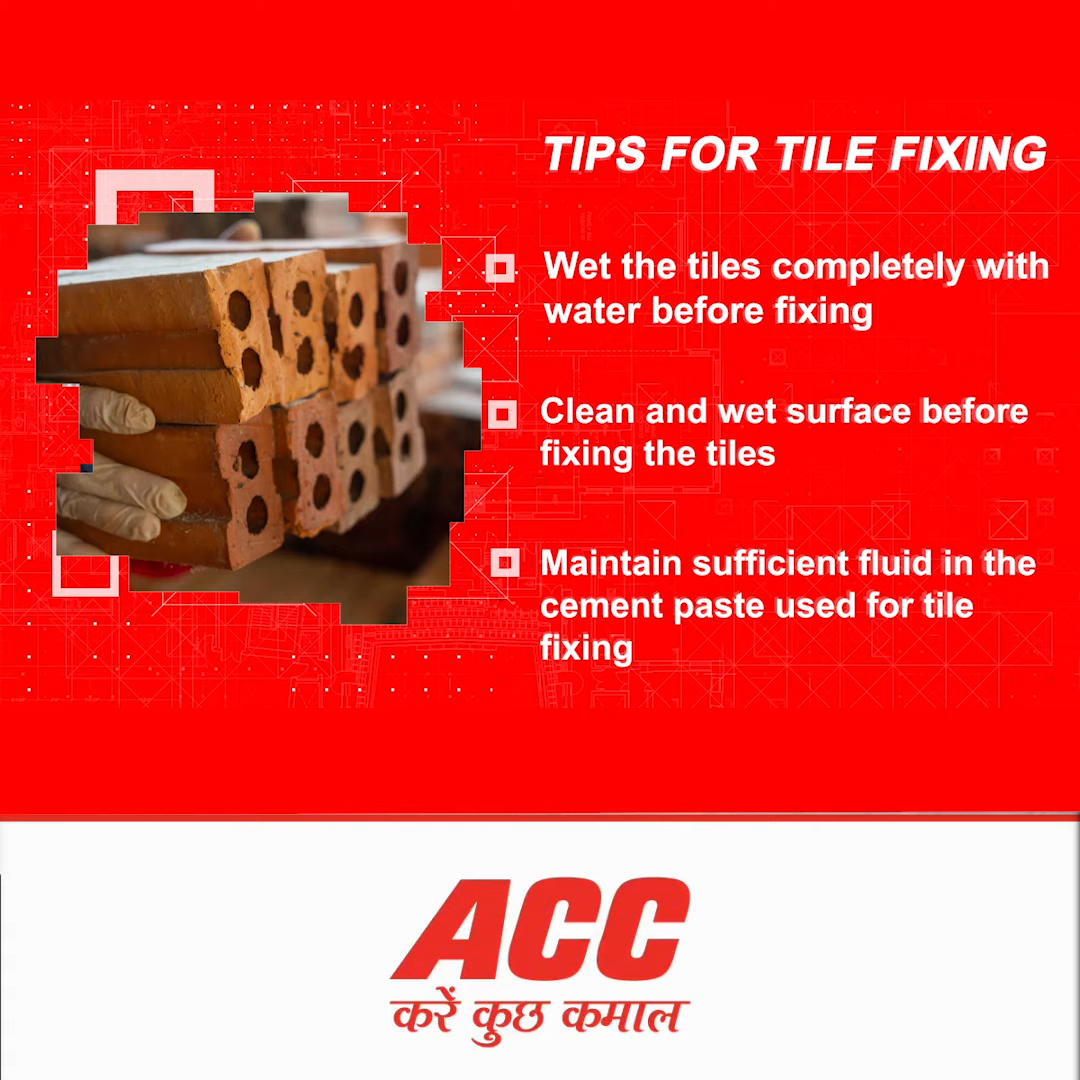 TIPS FOR TILE FIXING
Wet the tiles completely with
water before fixing
Clean and wet surface before
fixing the tiles
Maintain sufficient fluid in the
cement paste used for tile
fixing
ACC
करें कुछ कमाल